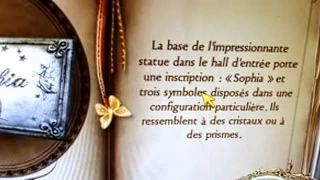 La base de l'impressionnante
statue dans le hall d'entrée porte
une inscription : « Sophia » et
trois symboles disposés dans une
configuration particulière. Ils
ressemblent à des cristaux ou à
des prismes.